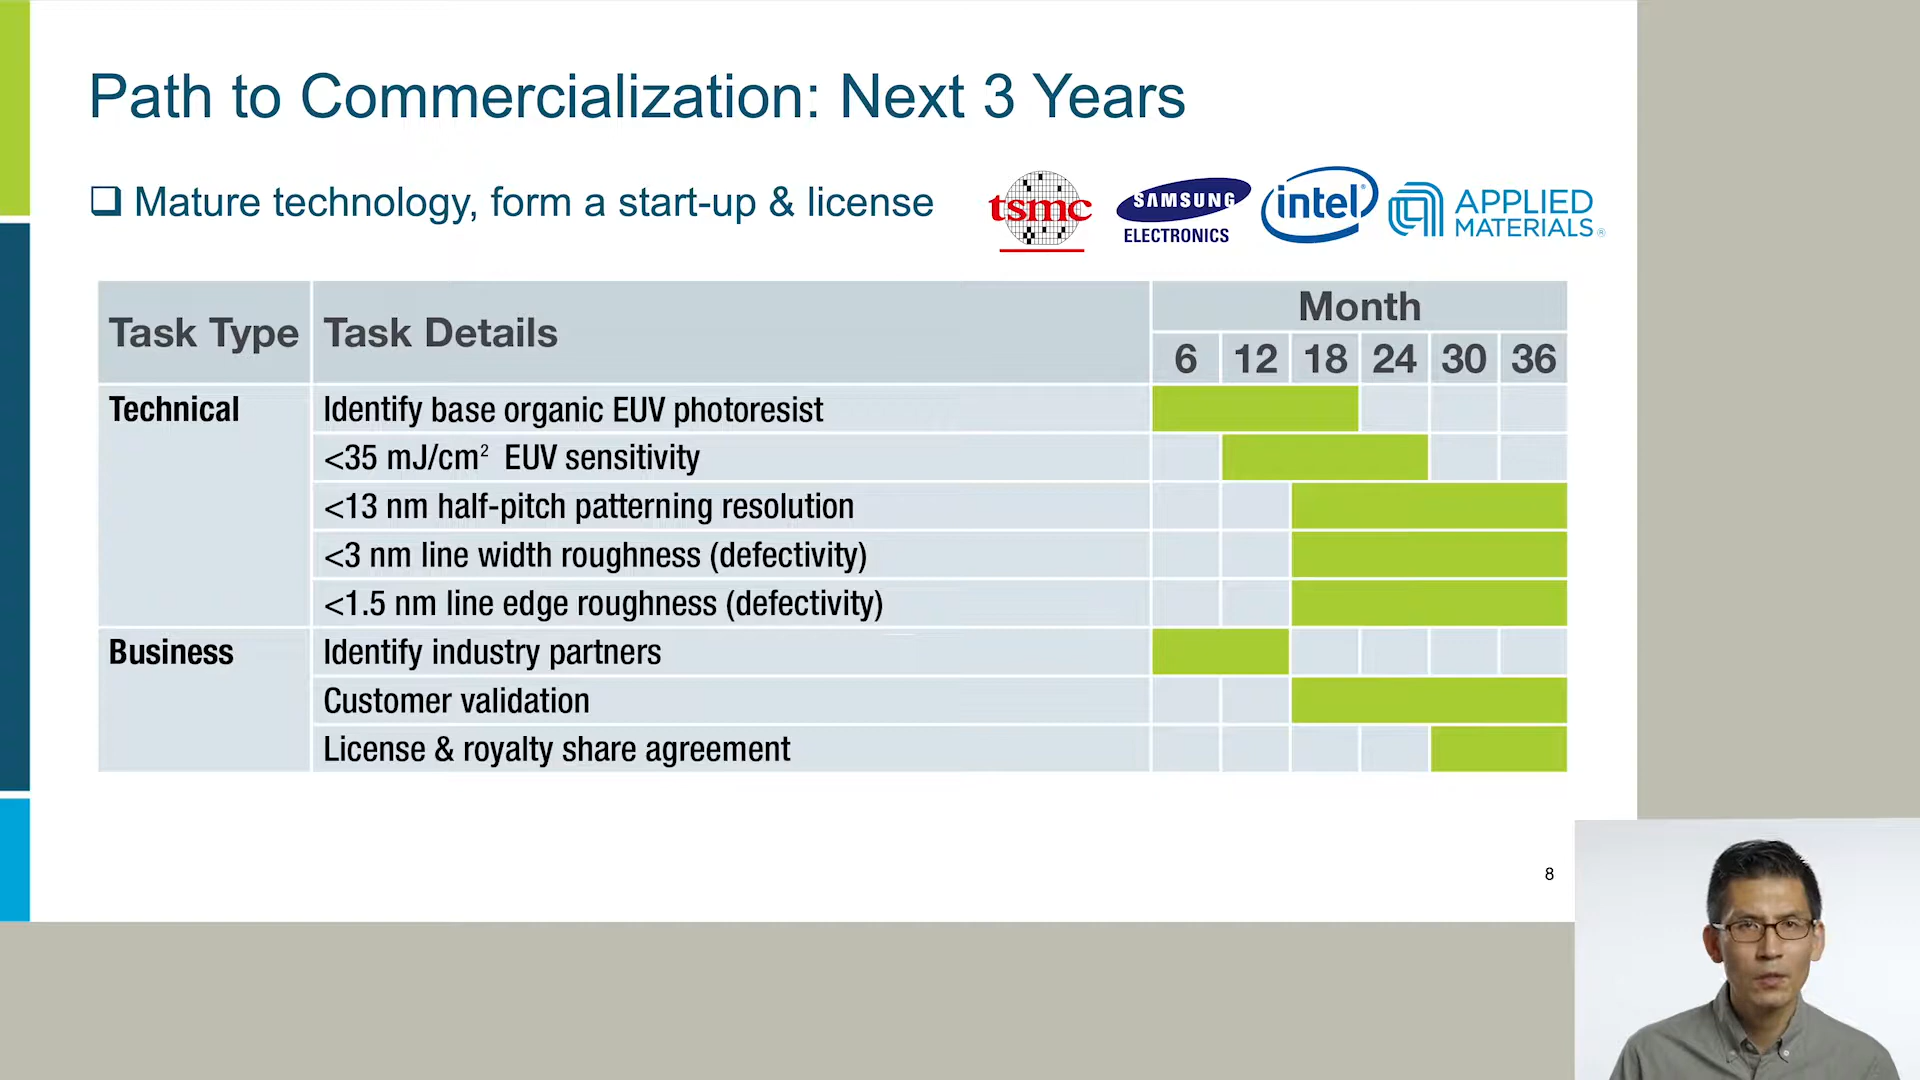 Path to Commercialization: Next 3 Years
❑ Mature technology, form a start-up & license
tsmc
SAMSUNG
ELECTRONICS
intel®
APPLIED
MATERIALS®
Task Type
Task Details
Month
6 12 18 24 30 36
Technical
Identify base organic EUV photoresist
<35 mJ/cm² EUV sensitivity
<13 nm half-pitch patterning resolution
<3 nm line width roughness (defectivity)
<1.5 nm line edge roughness (defectivity)
Business
Identify industry partners
Customer validation
License & royalty share agreement
8